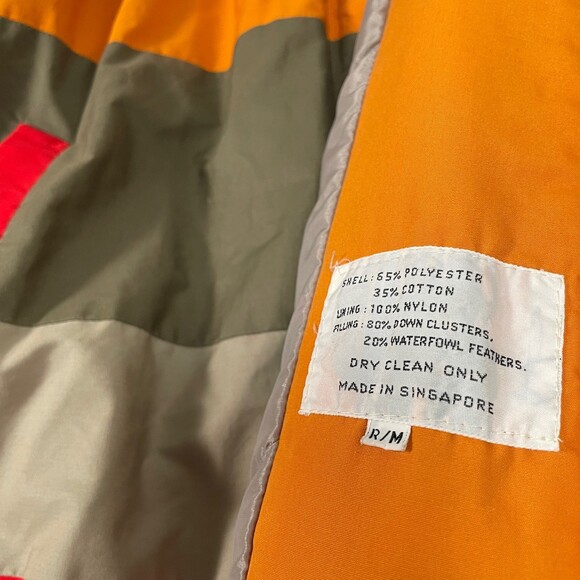 SHELL: 65% POLYESTER
35% COTTON
LINING: 100% NYLON
FILLING: 80% DOWN CLUSTERS,
20% WATERFOWL FEATHERS.
DRY CLEAN ONLY
MADE IN SINGAPORE
R/M